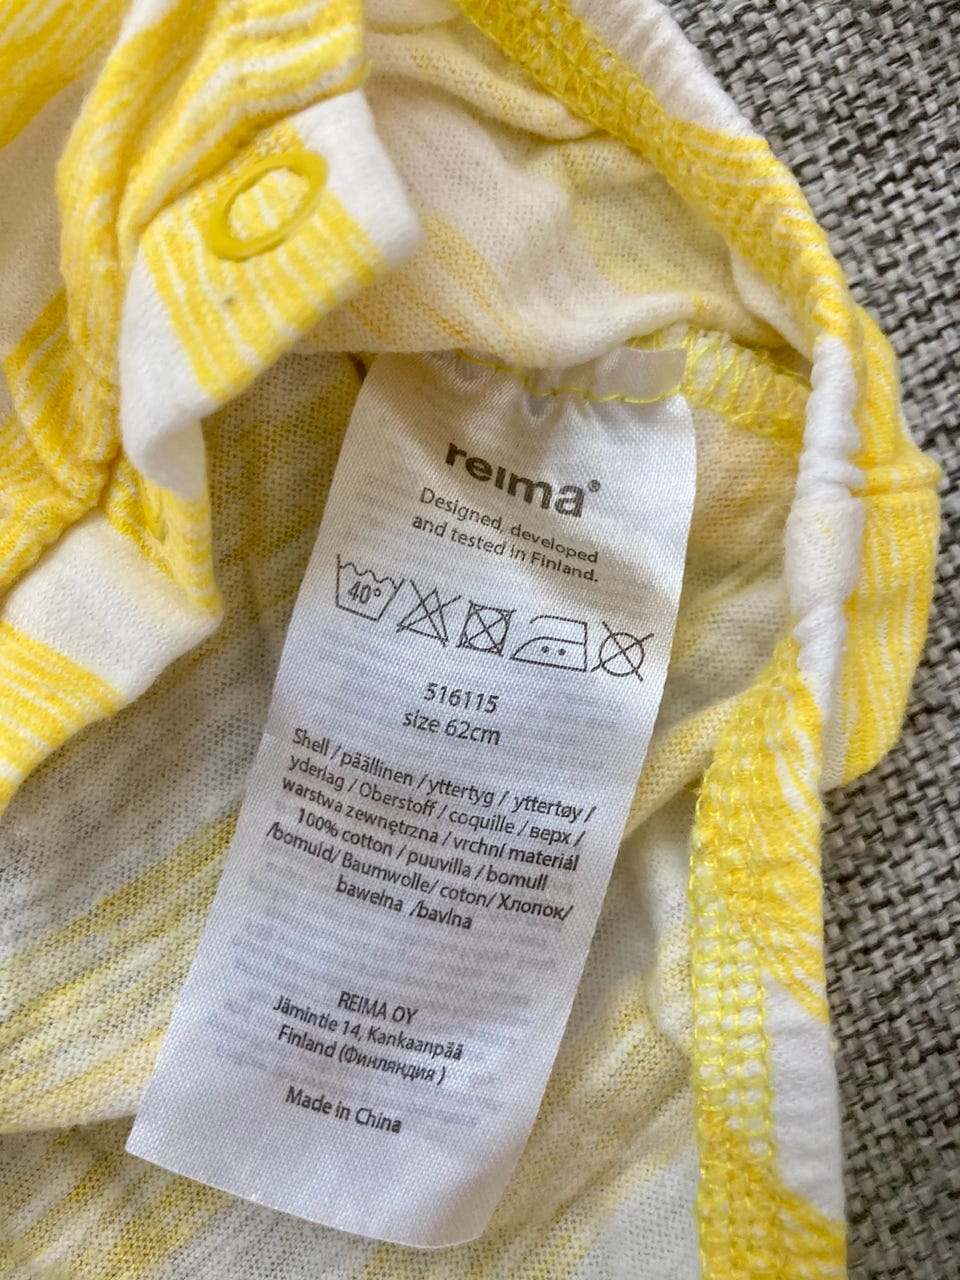 reima®
Designed, developed
and tested in Finland.
40°
516115
size 62cm
Shell / päällinen / yttertyg / yttertøy /
yderlag / Oberstoff / coquille / верх /
warstwa zewnętrzna / vrchní materiál
100% cotton / puuvilla / bomull
/bomuld/ Baumwolle/ coton/ Хлопок/
bawełna /bavlna
REIMA OY
Jämintie 14, Kankaanpää
Finland (Финляндия )
Made in China